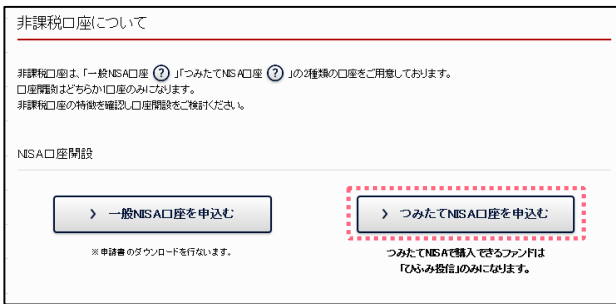 非課税口座について
非課税口座は、「一般NISA口座 ? 」「つみたてNISA口座 ? 」の2種類の口座をご用意しております。
口座開設はどちらか1口座のみになります。
非課税口座の特徴を確認し口座開設をご検討ください。
NISA口座開設
> 一般NISA口座を申込む
> つみたてNISA口座を申込む
※申請書のダウンロードを行ないます。
つみたてNISAで購入できるファンドは
「ひふみ投信」のみになります。